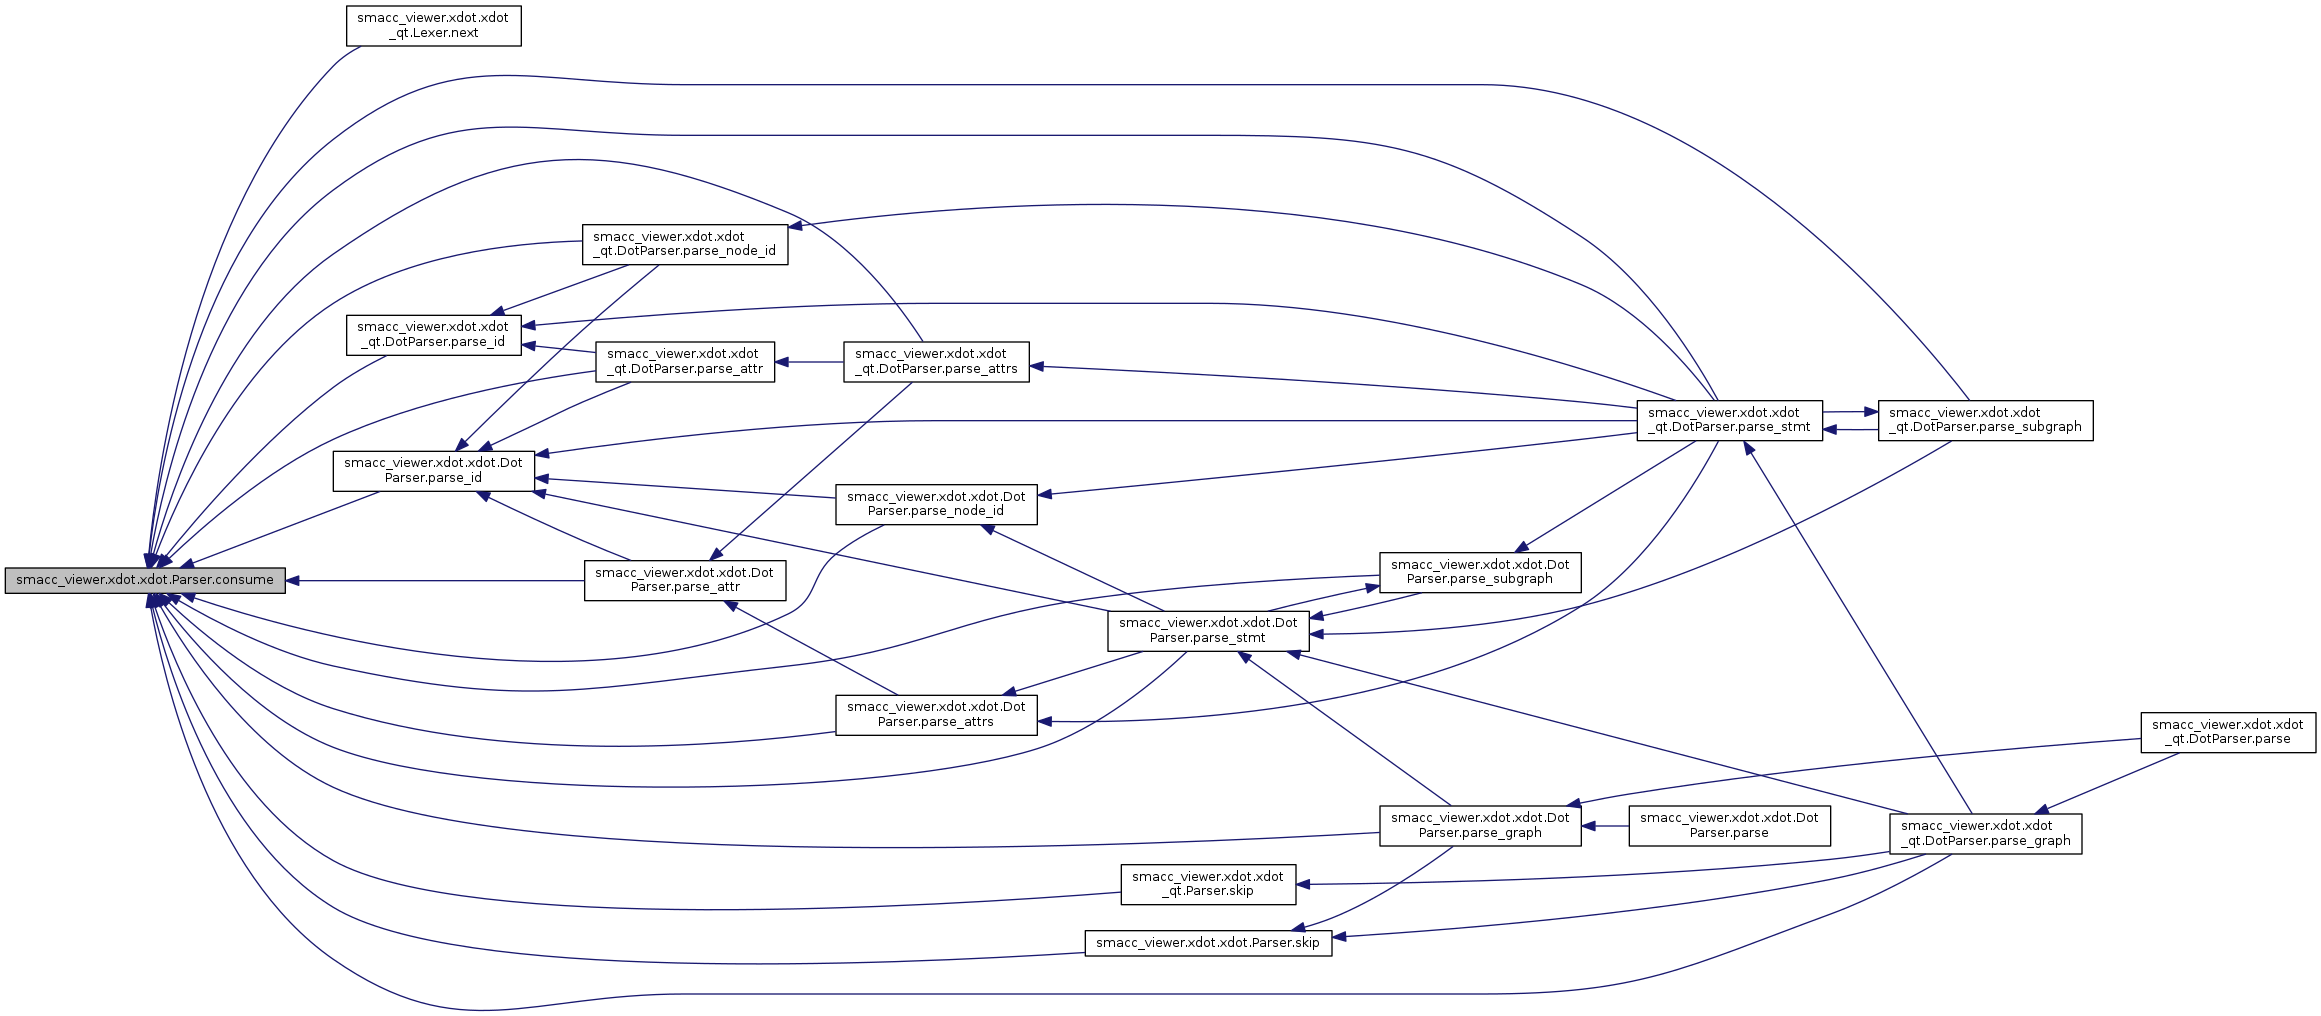 smacc_viewer.xdot.xdot
_qt.Lexer.next
smacc_viewer.xdot.xdot
_qt.DotParser.parse_node_id
smacc_viewer.xdot.xdot
_qt.DotParser.parse_id
smacc_viewer.xdot.xdot
_qt.DotParser.parse_attr
smacc_viewer.xdot.xdot
_qt.DotParser.parse_attrs
smacc_viewer.xdot.xdot
_qt.DotParser.parse_stmt
smacc_viewer.xdot.xdot
_qt.DotParser.parse_subgraph
smacc_viewer.xdot.xdot.Dot
Parser.parse_id
smacc_viewer.xdot.xdot.Dot
Parser.parse_node_id
smacc_viewer.xdot.xdot.Parser.consume
smacc_viewer.xdot.xdot.Dot
Parser.parse_attr
smacc_viewer.xdot.xdot.Dot
Parser.parse_subgraph
smacc_viewer.xdot.xdot.Dot
Parser.parse_stmt
smacc_viewer.xdot.xdot.Dot
Parser.parse_attrs
smacc_viewer.xdot.xdot
_qt.DotParser.parse
smacc_viewer.xdot.xdot.Dot
Parser.parse_graph
smacc_viewer.xdot.xdot.Dot
Parser.parse
smacc_viewer.xdot.xdot
_qt.DotParser.parse_graph
smacc_viewer.xdot.xdot
_qt.Parser.skip
smacc_viewer.xdot.xdot.Parser.skip